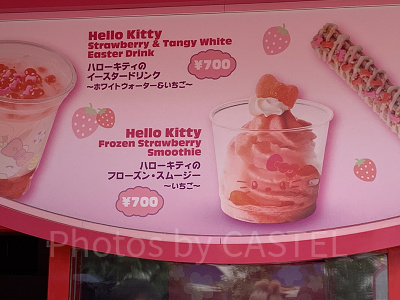 Hello Kitty
Strawberry & Tangy White
Easter Drink
ハローキティの
イースタードリンク
～ホワイトウォーター&いちご～
¥700
Hello Kitty
Frozen Strawberry
Smoothie
ハローキティの
フローズン・スムージー
～いちご～
¥700
Photos by CASTEL